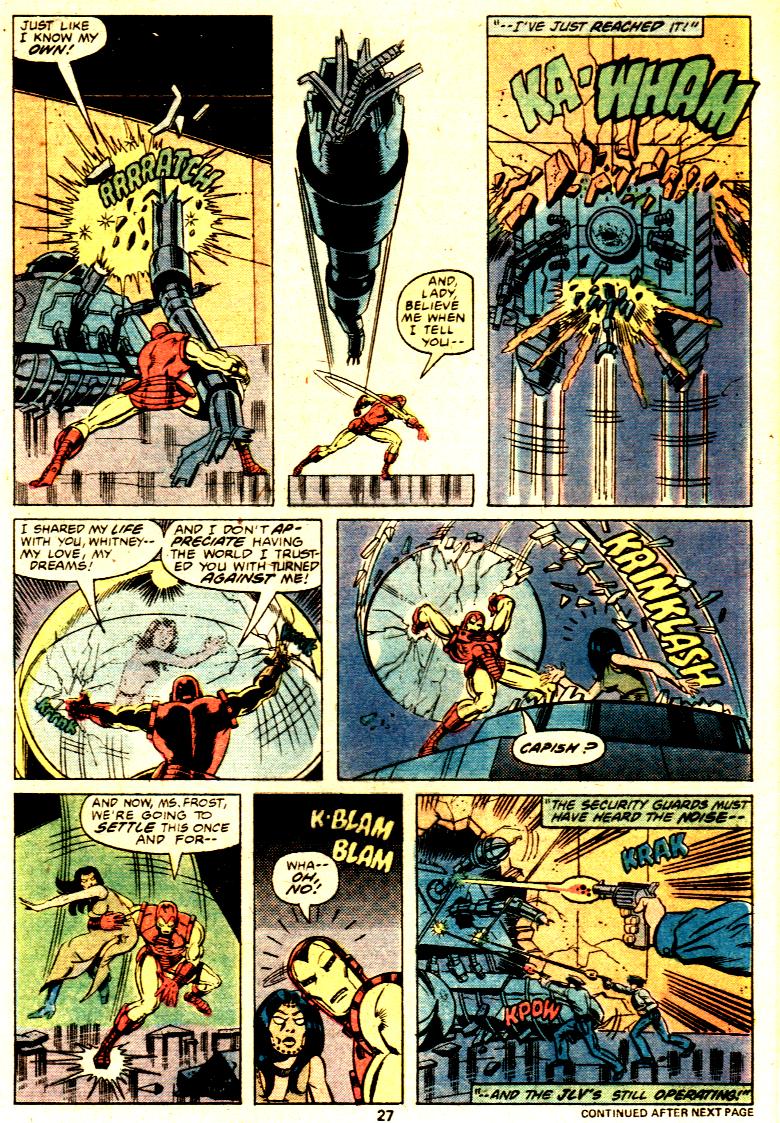 JUST LIKE
I KNOW MY
OWN!
RRRRATCH
AND,
LADY,
BELIEVE
ME WHEN
I TELL
YOU--
"--I'VE JUST REACHED IT!"
KA-WHAM
I SHARED MY LIFE
WITH YOU, WHITNEY--
MY LOVE, MY
DREAMS!
AND I DON'T AP-
PRECIATE HAVING
THE WORLD I TRUST-
ED YOU WITH TURNED
AGAINST ME!
KRINKLASH
CAPISH?
AND NOW, MS. FROST,
WE'RE GOING TO
SETTLE THIS ONCE
AND FOR--
K-BLAM
BLAM
WHA--
OH,
NO!
"THE SECURITY GUARDS MUST
HAVE HEARD THE NOISE--
KRAK
KPOW
"--AND THE JLV'S STILL OPERATING!"
27
CONTINUED AFTER NEXT PAGE